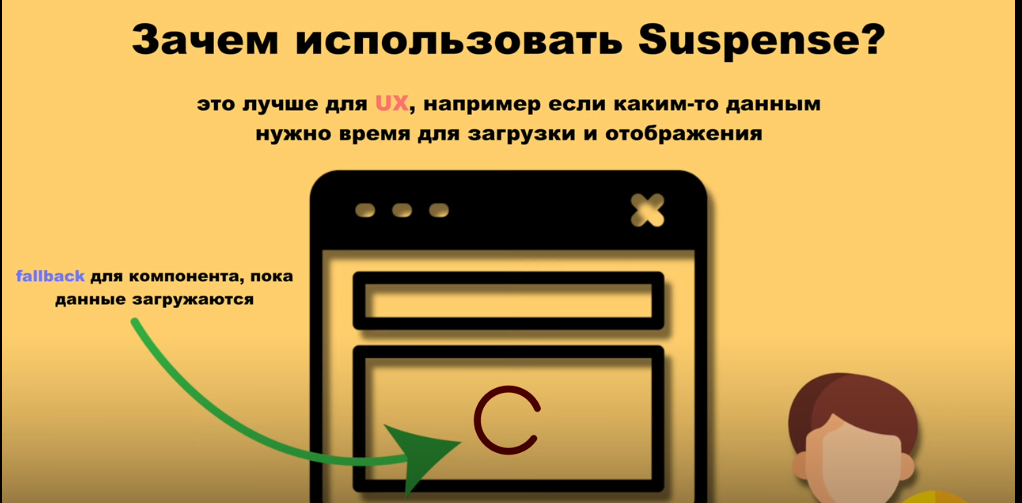 Зачем использовать Suspense?
это лучше для UX, например если каким-то данным
нужно время для загрузки и отображения
fallback для компонента, пока
данные загружаются